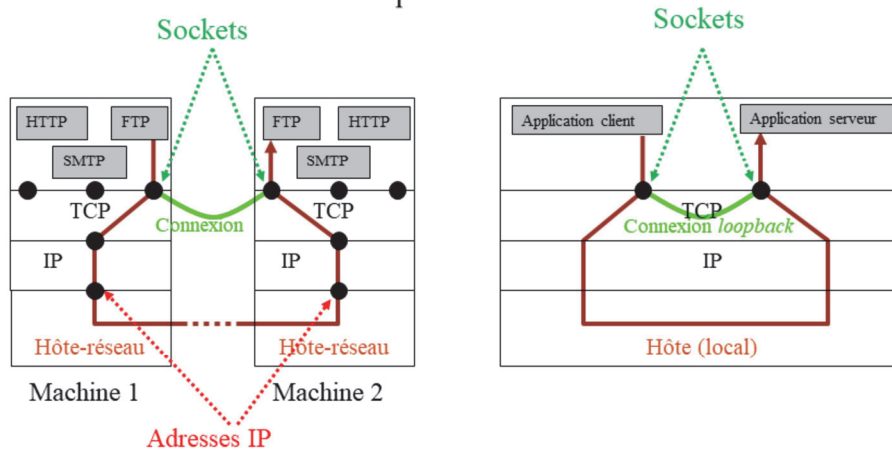 Sockets
HTTP
FTP
SMTP
TCP
IP
Hôte-réseau
Machine 1
Connexion
FTP
HTTP
SMTP
TCP
IP
Hôte-réseau
Machine 2
Adresses IP
Sockets
Application client
Application serveur
TCP
Connexion loopback
IP
Hôte (local)